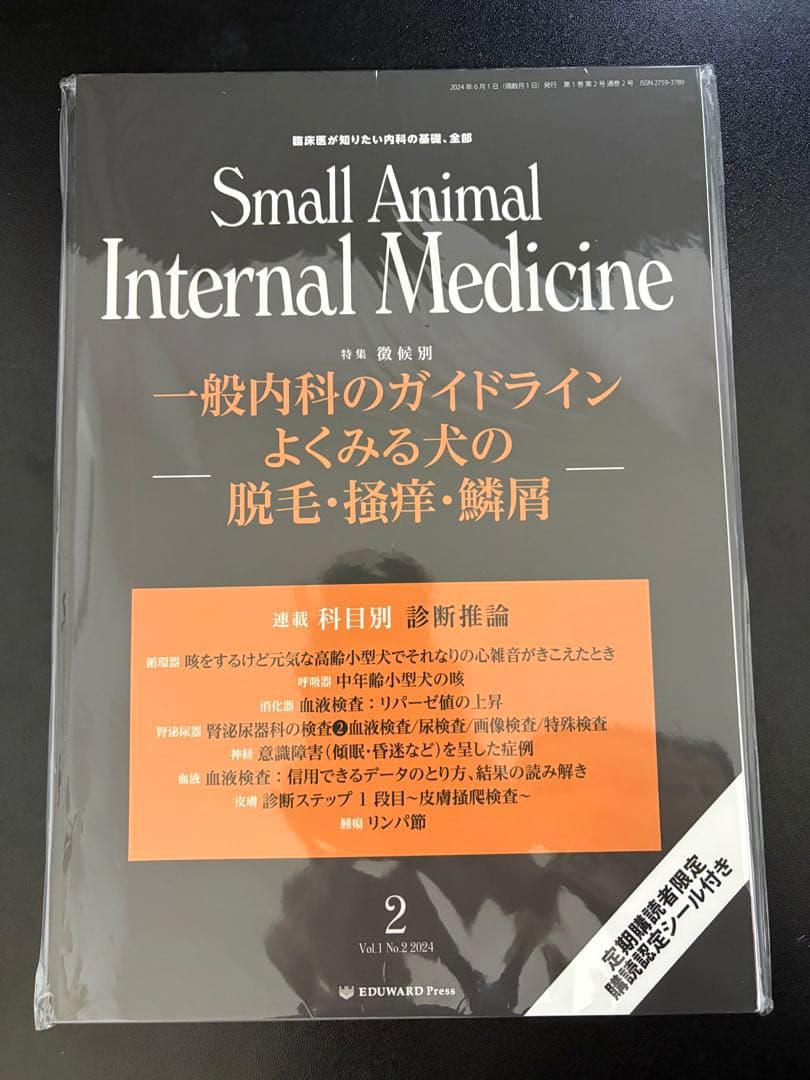 2024年6月1日（偶数月1日）発行　第1巻第2号通巻2号　ISSN 2759-3789
臨床医が知りたい内科の基礎、全部
Small Animal
Internal Medicine
特集 徴候別
一般内科のガイドライン
よくみる犬の
脱毛・掻痒・鱗屑
連載 科目別 診断推論
循環器 咳をするけど元気な高齢小型犬でそれなりの心雑音がきこえたとき
呼吸器 中年齢小型犬の咳
消化器 血液検査：リパーゼ値の上昇
腎泌尿器 腎泌尿器科の検査❷血液検査/尿検査/画像検査/特殊検査
神経 意識障害（傾眠・昏迷など）を呈した症例
血液 血液検査：信用できるデータのとり方、結果の読み解き
皮膚 診断ステップ 1 段目〜皮膚掻爬検査〜
腫瘍 リンパ節
定期購読者限定
購読認定シール付き
2
Vol.1 No.2 2024
EDUWARD Press